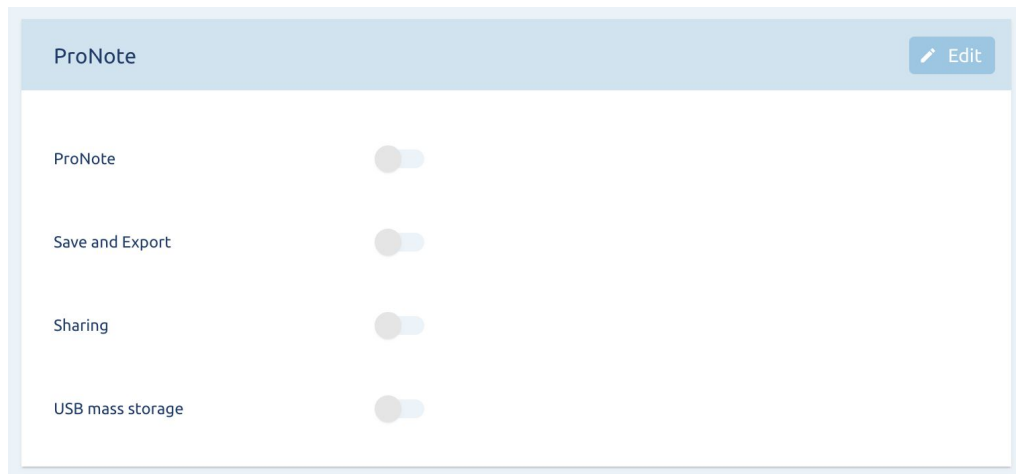 ProNote
Edit
ProNote
Save and Export
Sharing
USB mass storage